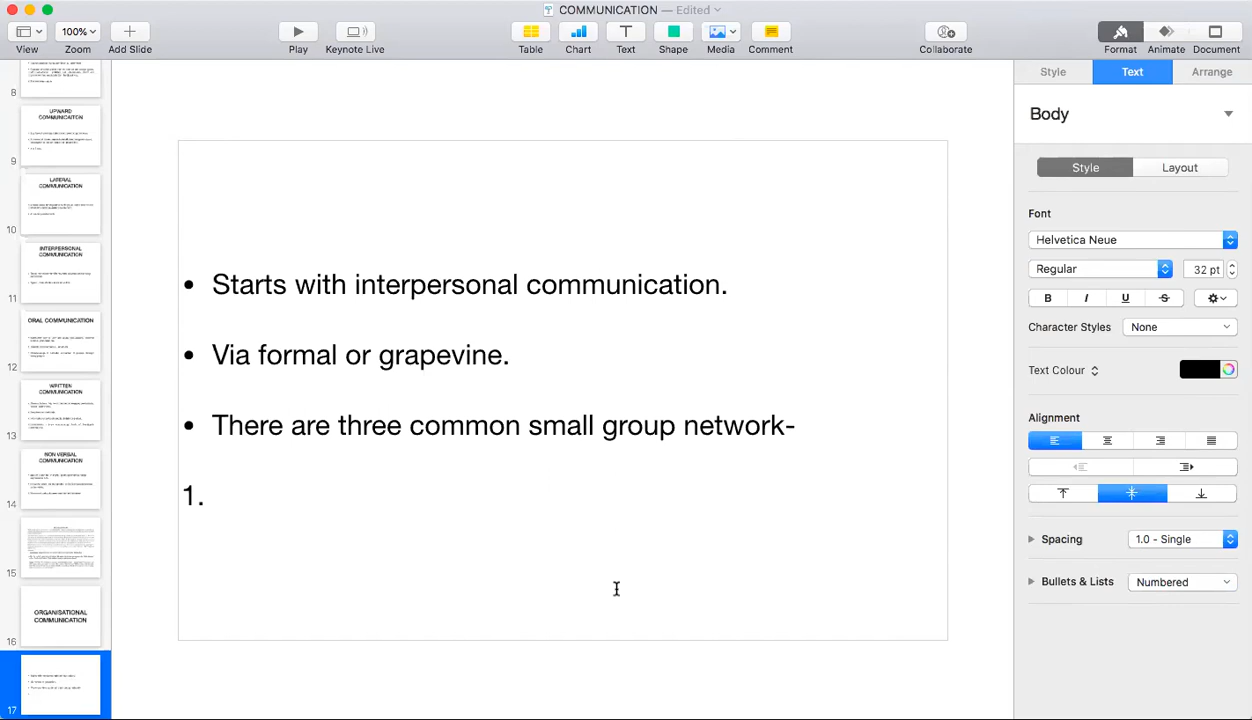 COMMUNICATION — Edited
View
100%
Zoom
Add Slide
Play
Keynote Live
Table
Chart
Text
Shape
Media
Comment
Collaborate
Format
Animate
Document
Style
Text
Arrange
Body
Style
Layout
Font
Helvetica Neue
Regular
32 pt
B
I
U
S
Character Styles
None
Text Colour
Alignment
Spacing
1.0 - Single
Bullets & Lists
Numbered
8
UPWARD
COMMUNICAITON
9
LATERAL
COMMUNICATION
10
INTERPERSONAL
COMMUNICATION
11
ORAL COMMUNICATION
12
WRITTEN
COMMUNICATION
13
NON VERBAL
COMMUNICATION
14
15
ORGANISATIONAL
COMMUNICATION
16
17
• Starts with interpersonal communication.
• Via formal or grapevine.
• There are three common small group network-
1.